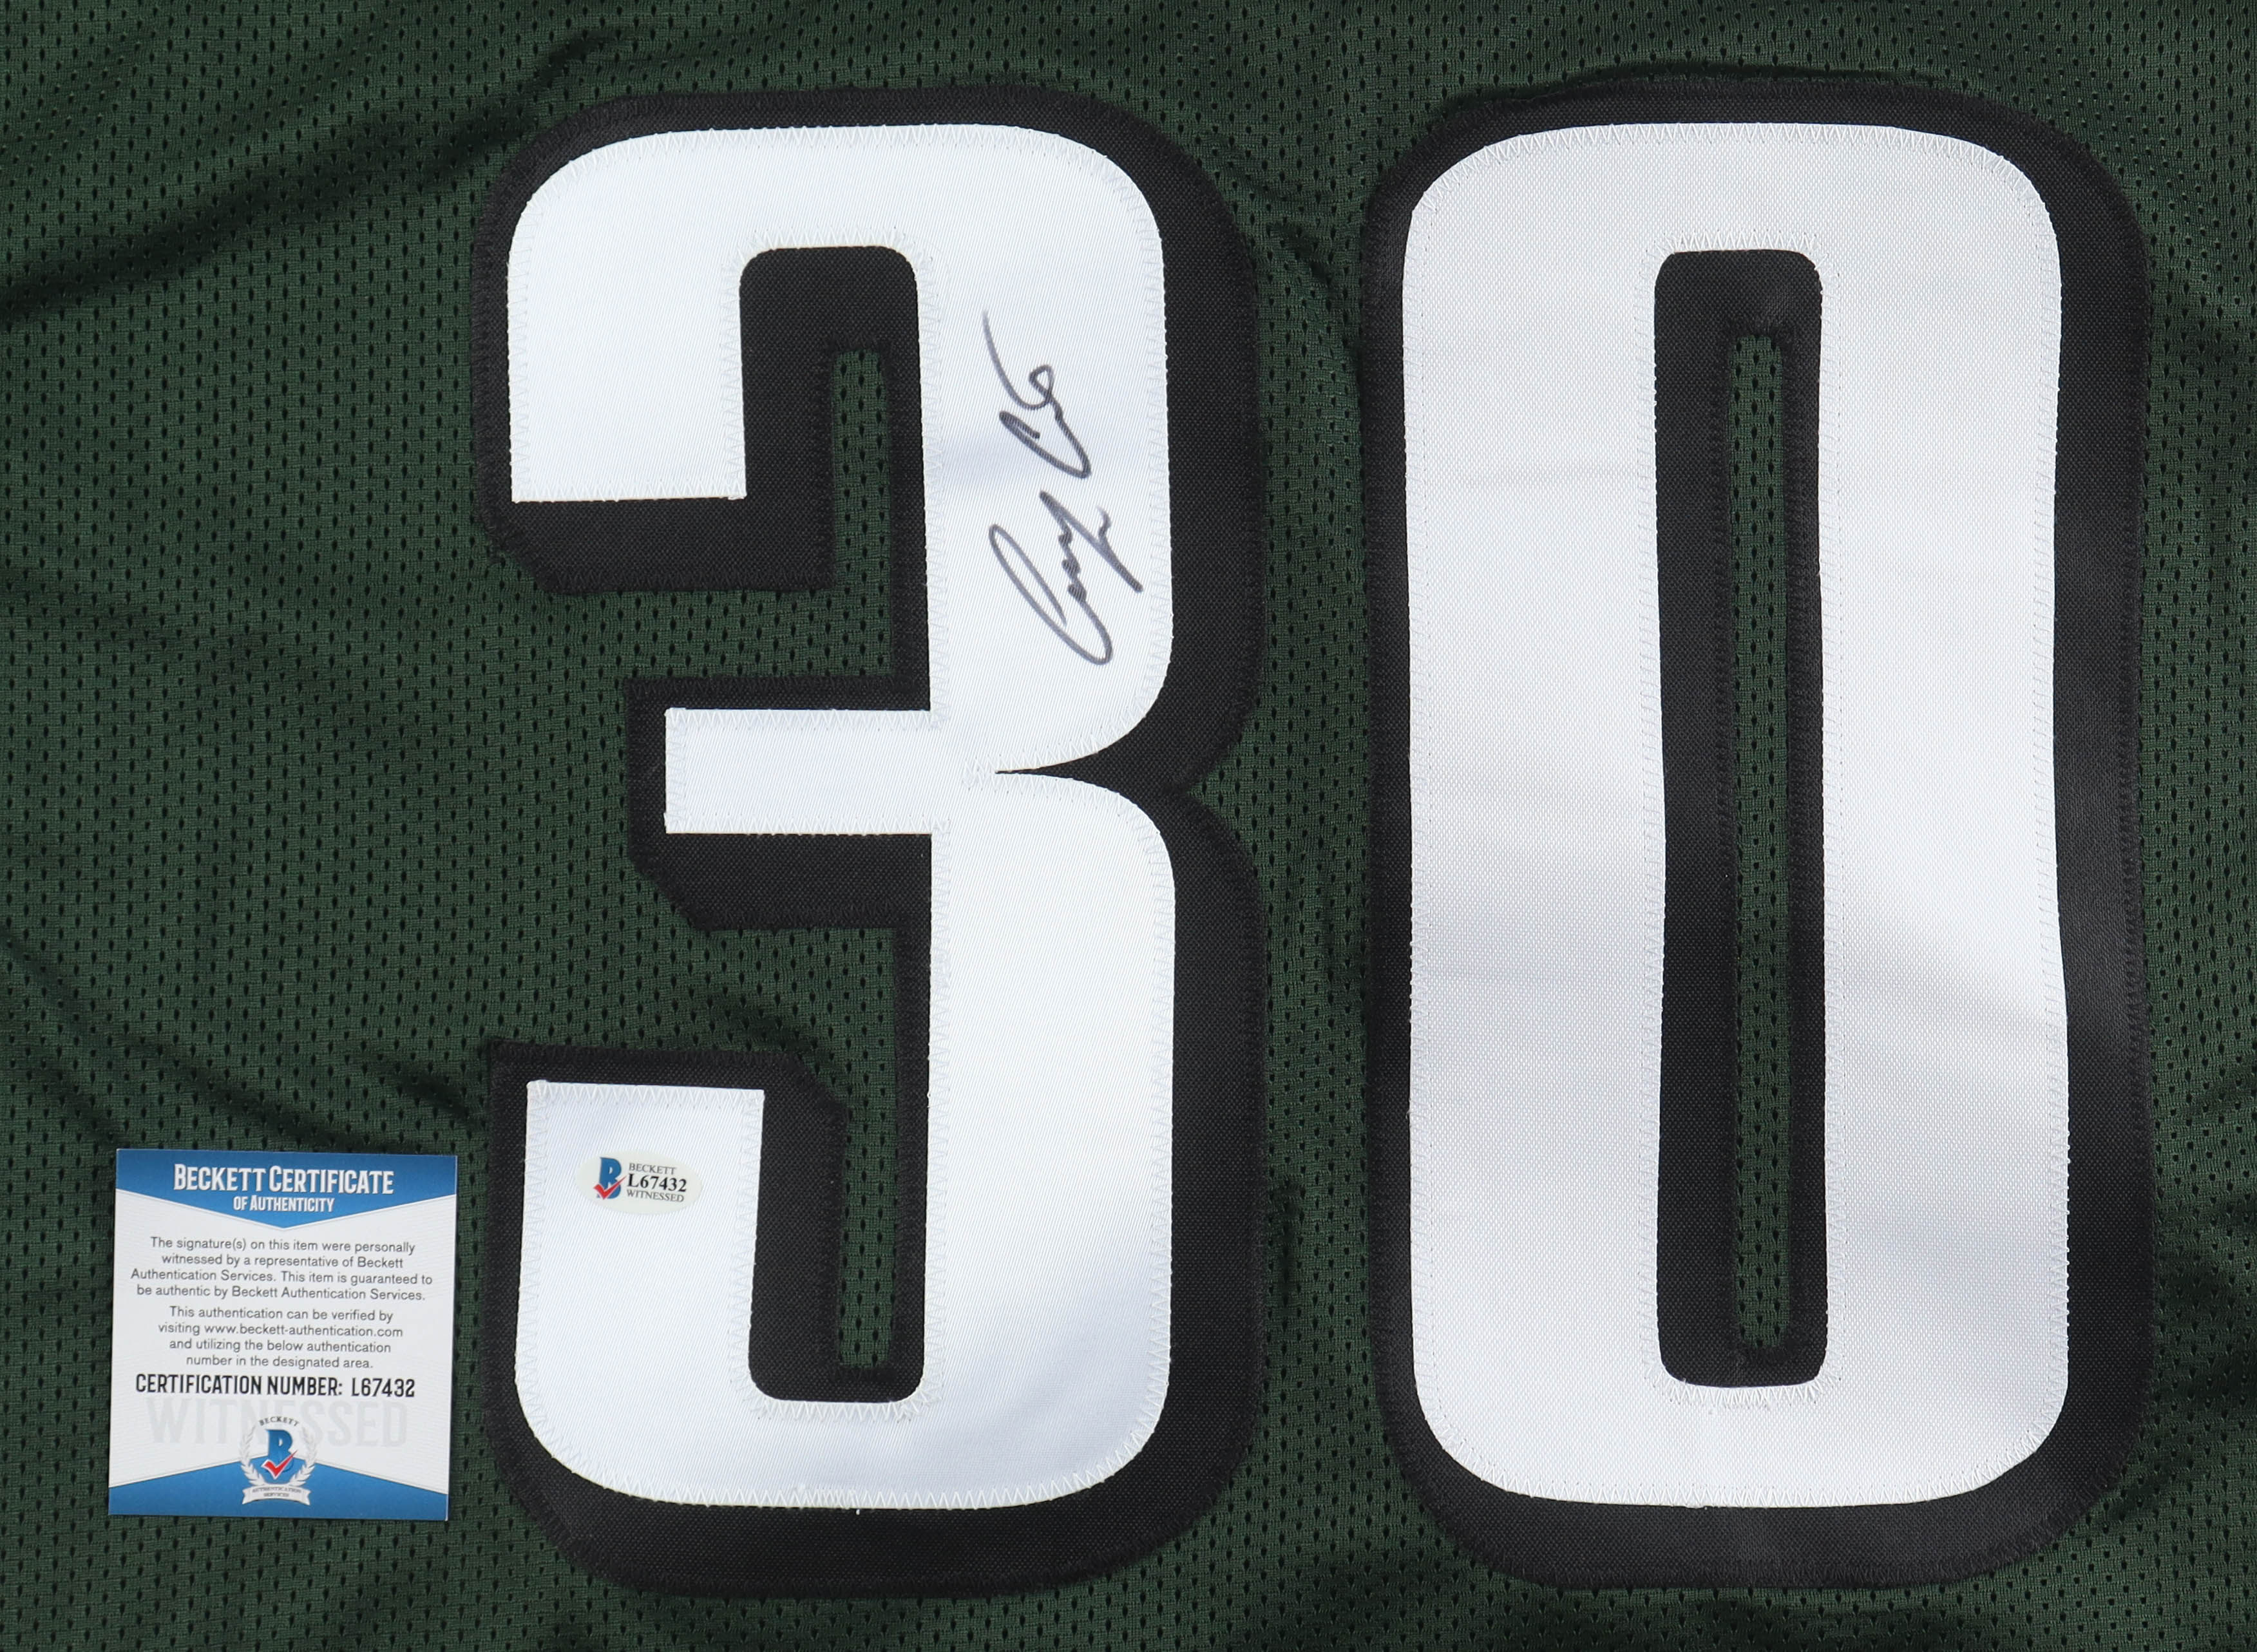 30
BECKETT
L67432
WITNESSED
BECKETT CERTIFICATE
OF AUTHENTICITY
The signature(s) on this item were personally
witnessed by a representative of Beckett
Authentication Services. This item is guaranteed to
be authentic by Beckett Authentication Services.
This authentication can be verified by
visiting www.beckett-authentication.com
and utilizing the below authentication
number in the designated area.
CERTIFICATION NUMBER: L67432
WITNESSED
BECKETT
B
AUTHENTICATION
SERVICES